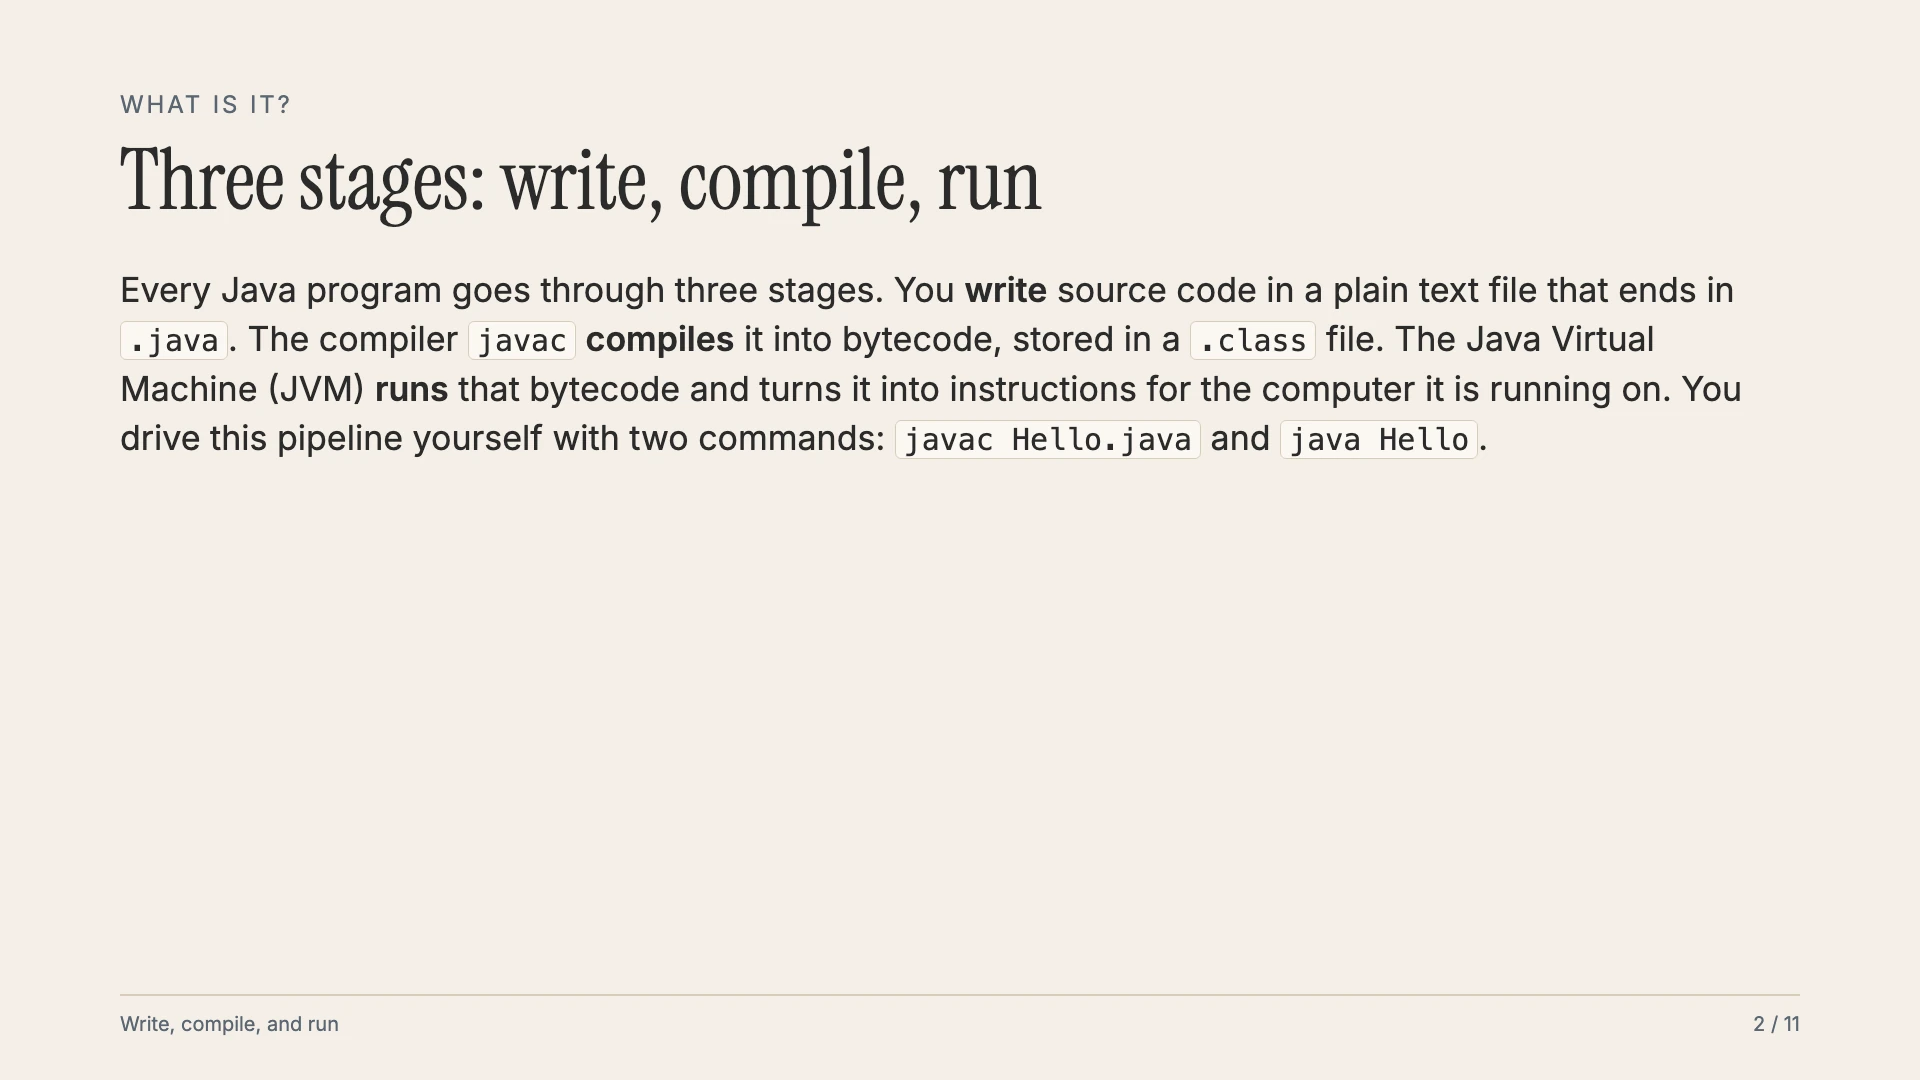 WHAT IS IT?
Three stages: write, compile, run
Every Java program goes through three stages. You write source code in a plain text file that ends in
.java. The compiler javac compiles it into bytecode, stored in a .class file. The Java Virtual
Machine (JVM) runs that bytecode and turns it into instructions for the computer it is running on. You
drive this pipeline yourself with two commands: javac Hello.java and java Hello.
Write, compile, and run
2 / 11